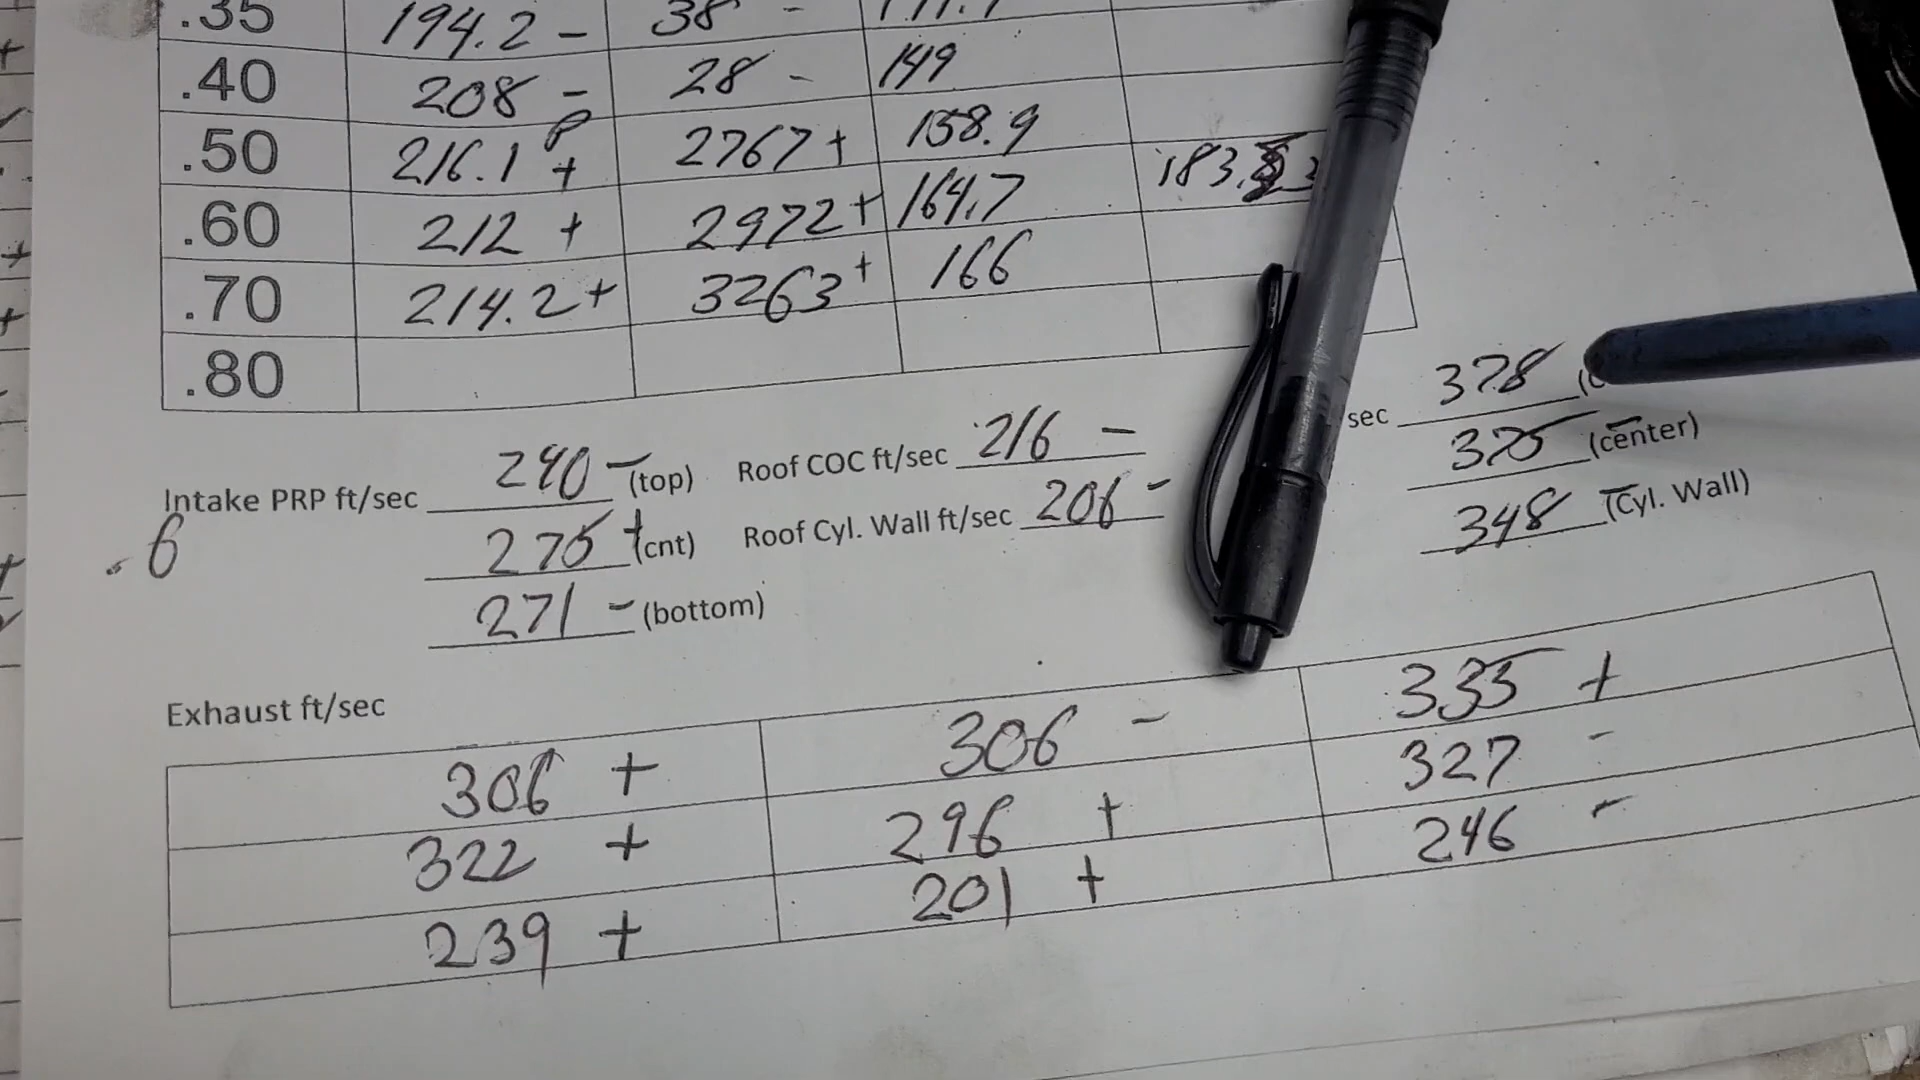 .35 194.2 - 38 -
.40 208 - 28 - 149
.50 216.1 P + 2767 + 158.9
.60 212 + 2972 + 164.7 183.
.70 214.2 + 3263 + 166
.80
Intake PRP ft/sec 240 - (top) Roof COC ft/sec 216 - sec 378
.6 275 + (cnt) Roof Cyl. Wall ft/sec 206 - 375 - (center)
271 - (bottom) 348 - (Cyl. Wall)
Exhaust ft/sec
306 + 306 - 335 +
322 + 296 + 327 -
239 + 201 + 246 -